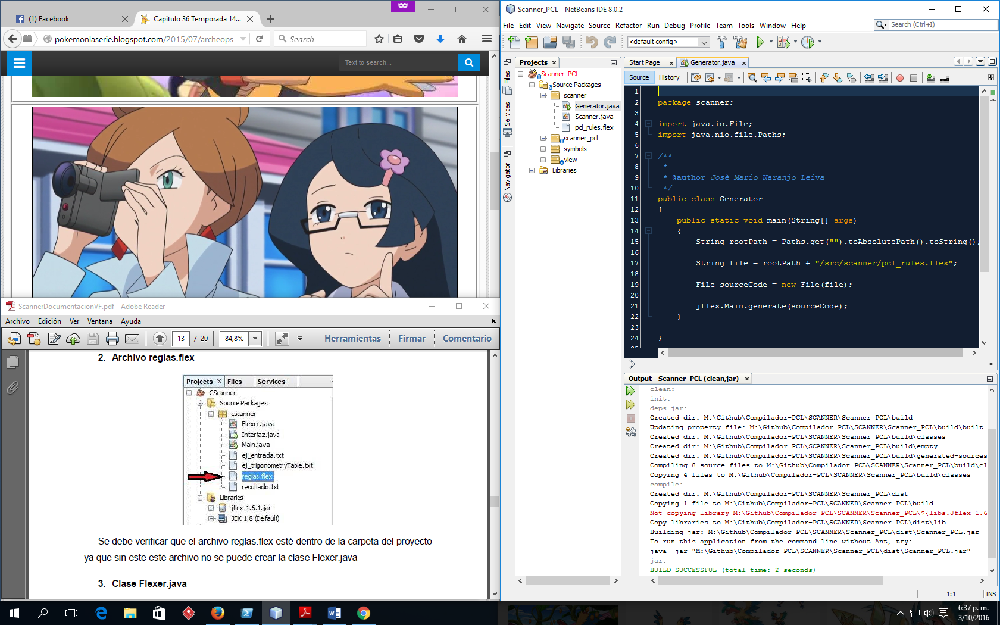 (1) Facebook
Capitulo 36 Temporada 14...
pokemonlaserie.blogspot.com/2015/07/archeops-
Search
Text to search...
ScannerDocumentacionVF.pdf - Adobe Reader
Archivo Edición Ver Ventana Ayuda
13 / 20 84,8% Herramientas Firmar Comentario
2. Archivo reglas.flex
Projects X Files Services
CScanner
Source Packages
cscanner
Flexer.java
Interfaz.java
Main.java
ej_entrada.txt
ej_trigonometryTable.txt
reglas.flex
resultado.txt
Libraries
jflex-1.6.1.jar
JDK 1.8 (Default)
Se debe verificar que el archivo reglas.flex esté dentro de la carpeta del proyecto
ya que sin este este archivo no se puede crear la clase Flexer.java
3. Clase Flexer.java
Scanner_PCL - NetBeans IDE 8.0.2
File Edit View Navigate Source Refactor Run Debug Profile Team Tools Window Help
Search (Ctrl+I)
<default config>
Files
Services
Navigator
Projects
Scanner_PCL
Source Packages
scanner
Generator.java
Scanner.java
pcl_rules.flex
scanner_pcl
symbols
view
Libraries
Start Page Generator.java
Source History
1
2 package scanner;
3
4 import java.io.File;
5 import java.nio.file.Paths;
6
7 /**
8 *
9 * @author Josè Mario Naranjo Leiva
10 */
11 public class Generator
12 {
13 public static void main(String[] args)
14 {
15 String rootPath = Paths.get("").toAbsolutePath().toString();
16
17 String file = rootPath + "/src/scanner/pcl_rules.flex";
18
19 File sourceCode = new File(file);
20
21 jflex.Main.generate(sourceCode);
22 }
23
24 }
Output - Scanner_PCL (clean,jar)
clean:
init:
deps-jar:
Created dir: M:\Github\Compilador-PCL\SCANNER\Scanner_PCL\build
Updating property file: M:\Github\Compilador-PCL\SCANNER\Scanner_PCL\build\built-
Created dir: M:\Github\Compilador-PCL\SCANNER\Scanner_PCL\build\classes
Created dir: M:\Github\Compilador-PCL\SCANNER\Scanner_PCL\build\empty
Created dir: M:\Github\Compilador-PCL\SCANNER\Scanner_PCL\build\generated-sources
Compiling 8 source files to M:\Github\Compilador-PCL\SCANNER\Scanner_PCL\build\cl
Copying 4 files to M:\Github\Compilador-PCL\SCANNER\Scanner_PCL\build\classes
compile:
Created dir: M:\Github\Compilador-PCL\SCANNER\Scanner_PCL\dist
Copying 1 file to M:\Github\Compilador-PCL\SCANNER\Scanner_PCL\build
Not copying library M:\Github\Compilador-PCL\SCANNER\Scanner_PCL\${libs.Jflex-1.6
Copy libraries to M:\Github\Compilador-PCL\SCANNER\Scanner_PCL\dist\lib.
Building jar: M:\Github\Compilador-PCL\SCANNER\Scanner_PCL\dist\Scanner_PCL.jar
To run this application from the command line without Ant, try:
java -jar "M:\Github\Compilador-PCL\SCANNER\Scanner_PCL\dist\Scanner_PCL.jar"
jar:
BUILD SUCCESSFUL (total time: 2 seconds)
1:1 INS
6:37 p. m.
3/10/2016